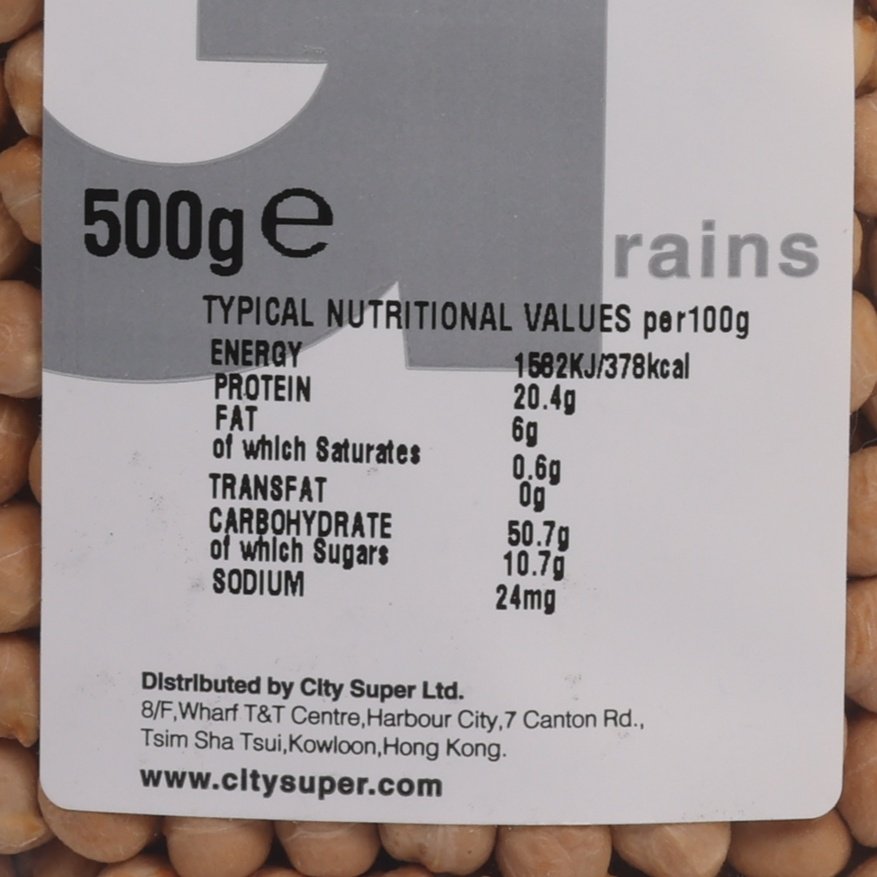 500g ℮
rains
TYPICAL NUTRITIONAL VALUES per100g
ENERGY 1582KJ/378kcal
PROTEIN 20.4g
FAT 6g
of which Saturates 0.6g
TRANSFAT 0g
CARBOHYDRATE 50.7g
of which Sugars 10.7g
SODIUM 24mg
Distributed by City Super Ltd.
8/F,Wharf T&T Centre,Harbour City,7 Canton Rd.,
Tsim Sha Tsui,Kowloon,Hong Kong.
www.citysuper.com